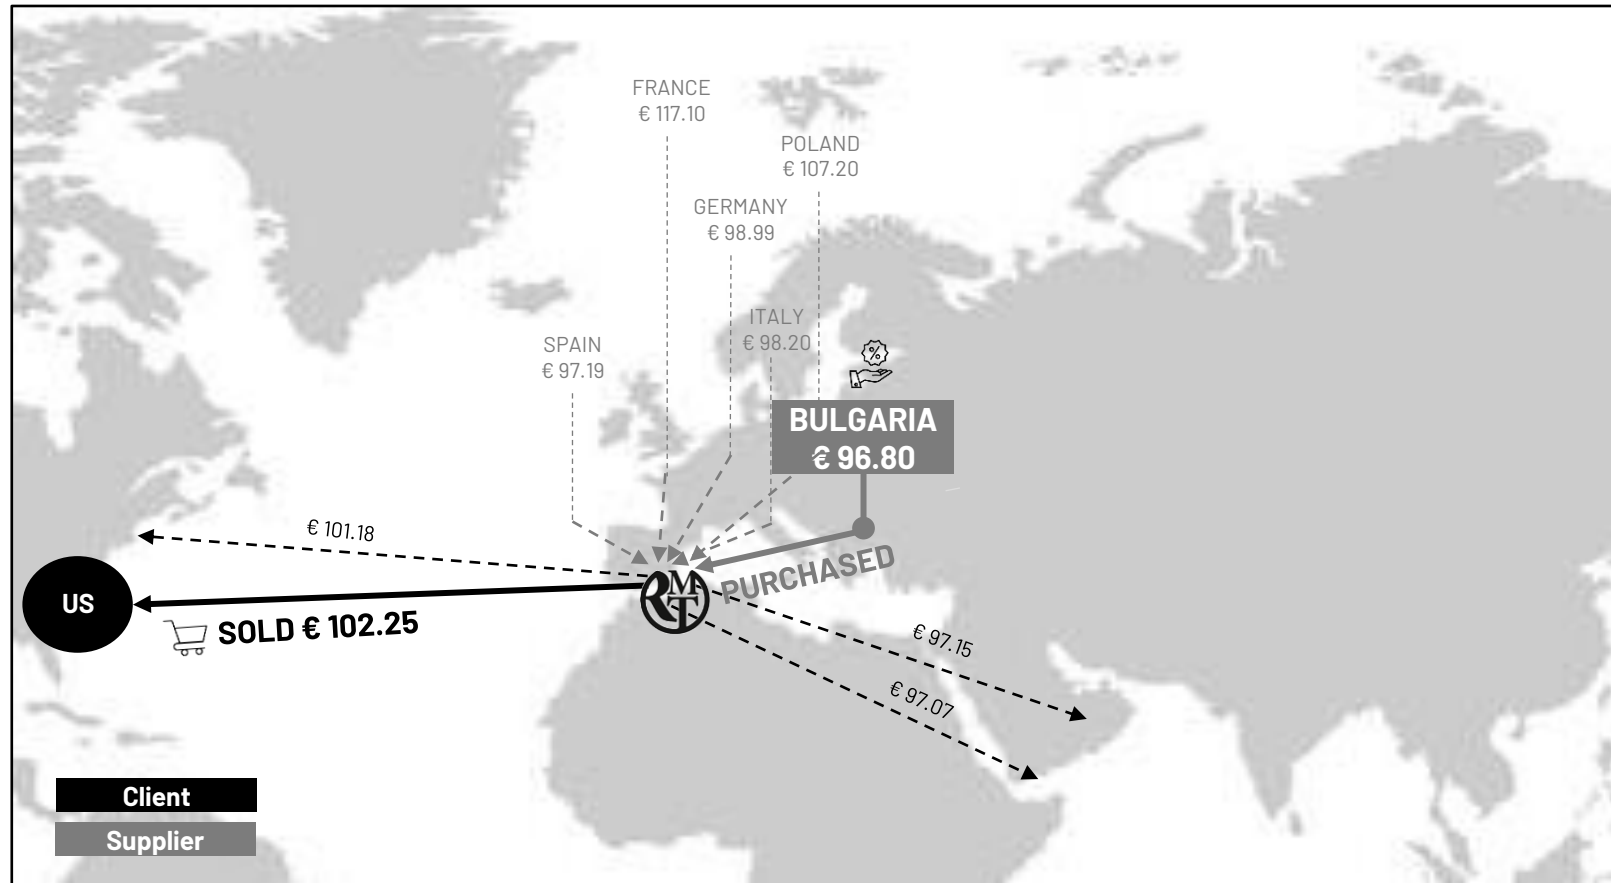 FRANCE
€ 117.10
POLAND
€ 107.20
GERMANY
€ 98.99
ITALY
€ 98.20
SPAIN
€ 97.19
%
BULGARIA
€ 96.80
€ 101.18
PURCHASED
US
RMT
SOLD € 102.25
€ 97.15
€ 97.07
Client
Supplier